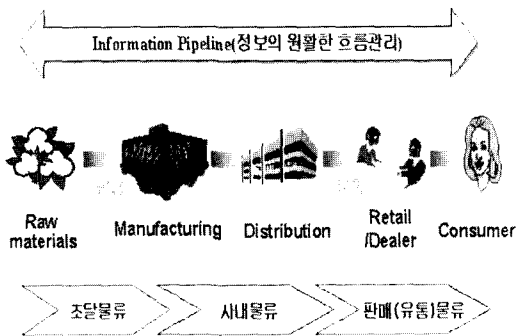 Information Pipeline(정보의 원활한 흐름관리)
Raw materials
Manufacturing
Distribution
Retail /Dealer
Consumer
조달물류
사내물류
판매(유통)물류